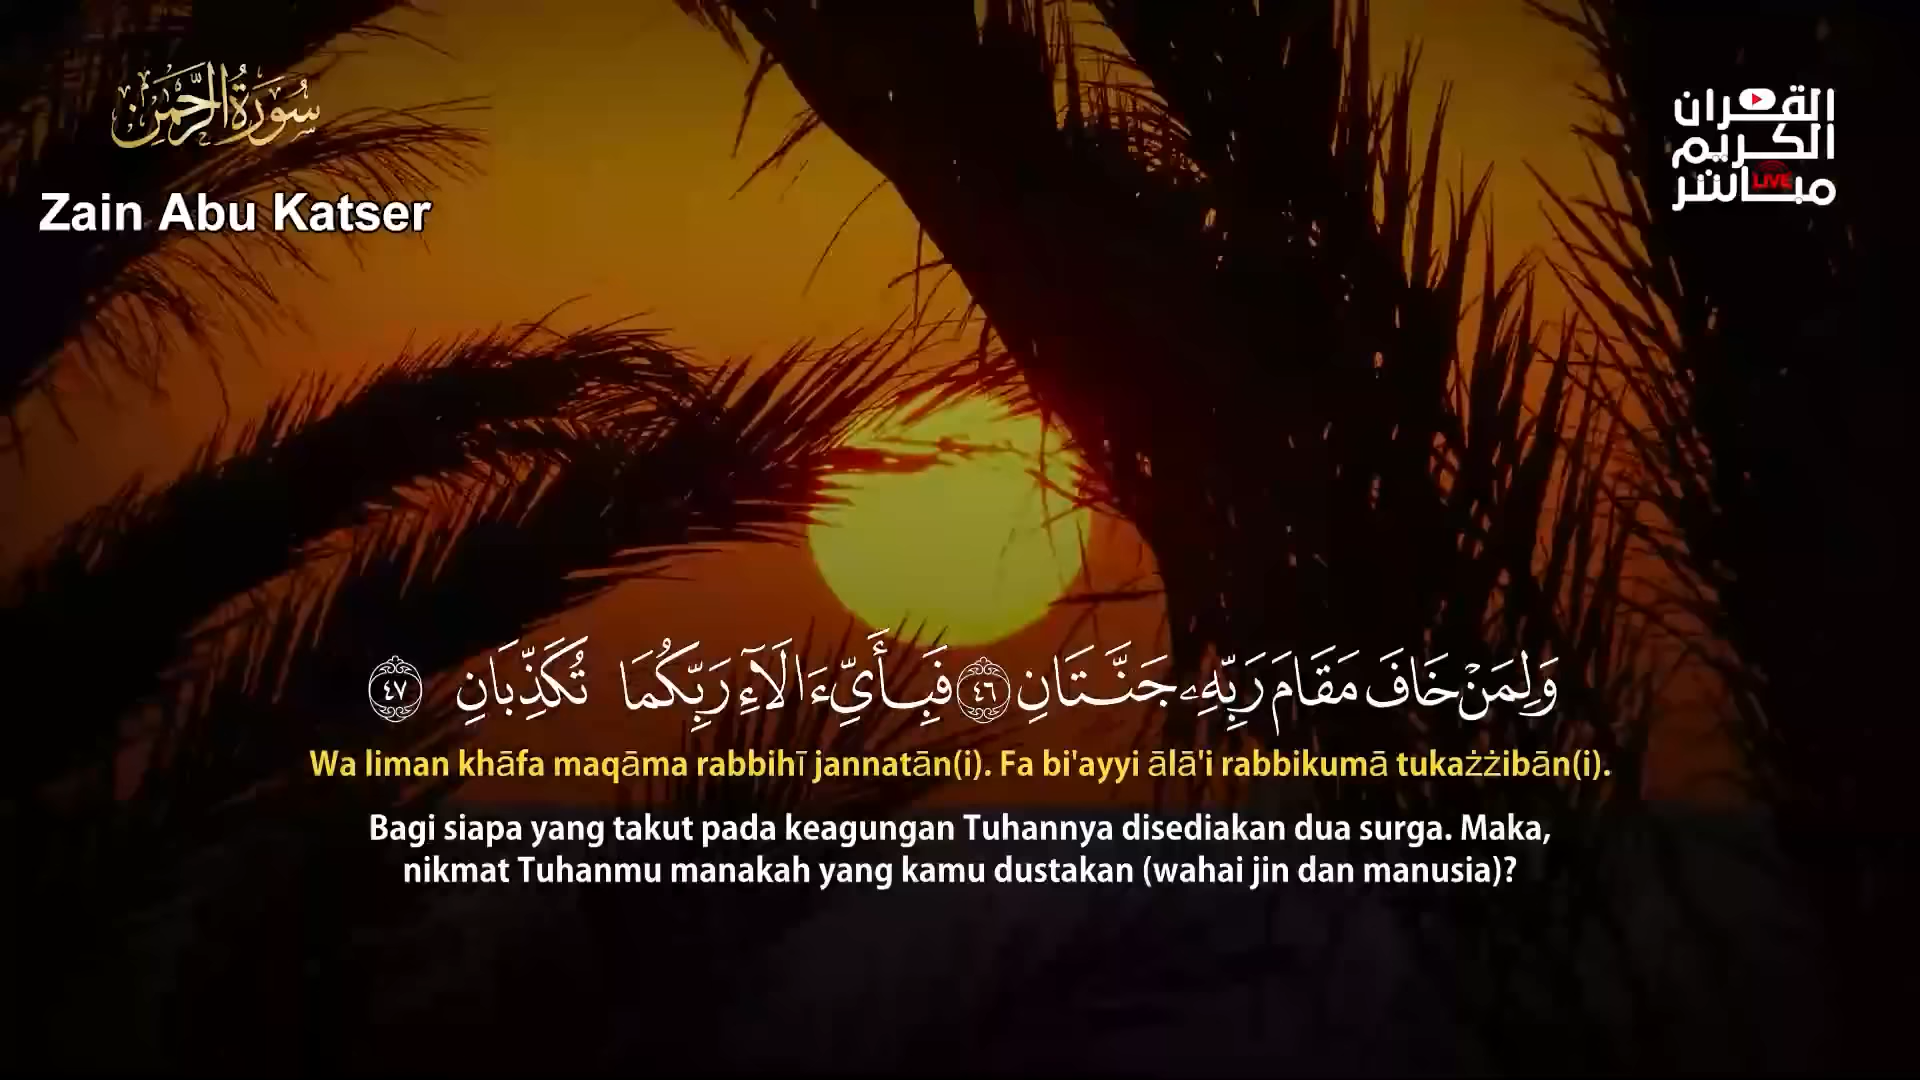 سُورَةُ الرَّحْمَٰن
Zain Abu Katser
القران
الكريم
مباشر
LIVE
وَلِمَنْ خَافَ مَقَامَ رَبِّهِۦ جَنَّتَانِ ٤٦ فَبِأَيِّ ءَالَآءِ رَبِّكُمَا تُكَذِّبَانِ ٤٧
Wa liman khāfa maqāma rabbihī jannatān(i). Fa bi'ayyi ālā'i rabbikumā tukażżibān(i).
Bagi siapa yang takut pada keagungan Tuhannya disediakan dua surga. Maka,
nikmat Tuhanmu manakah yang kamu dustakan (wahai jin dan manusia)?